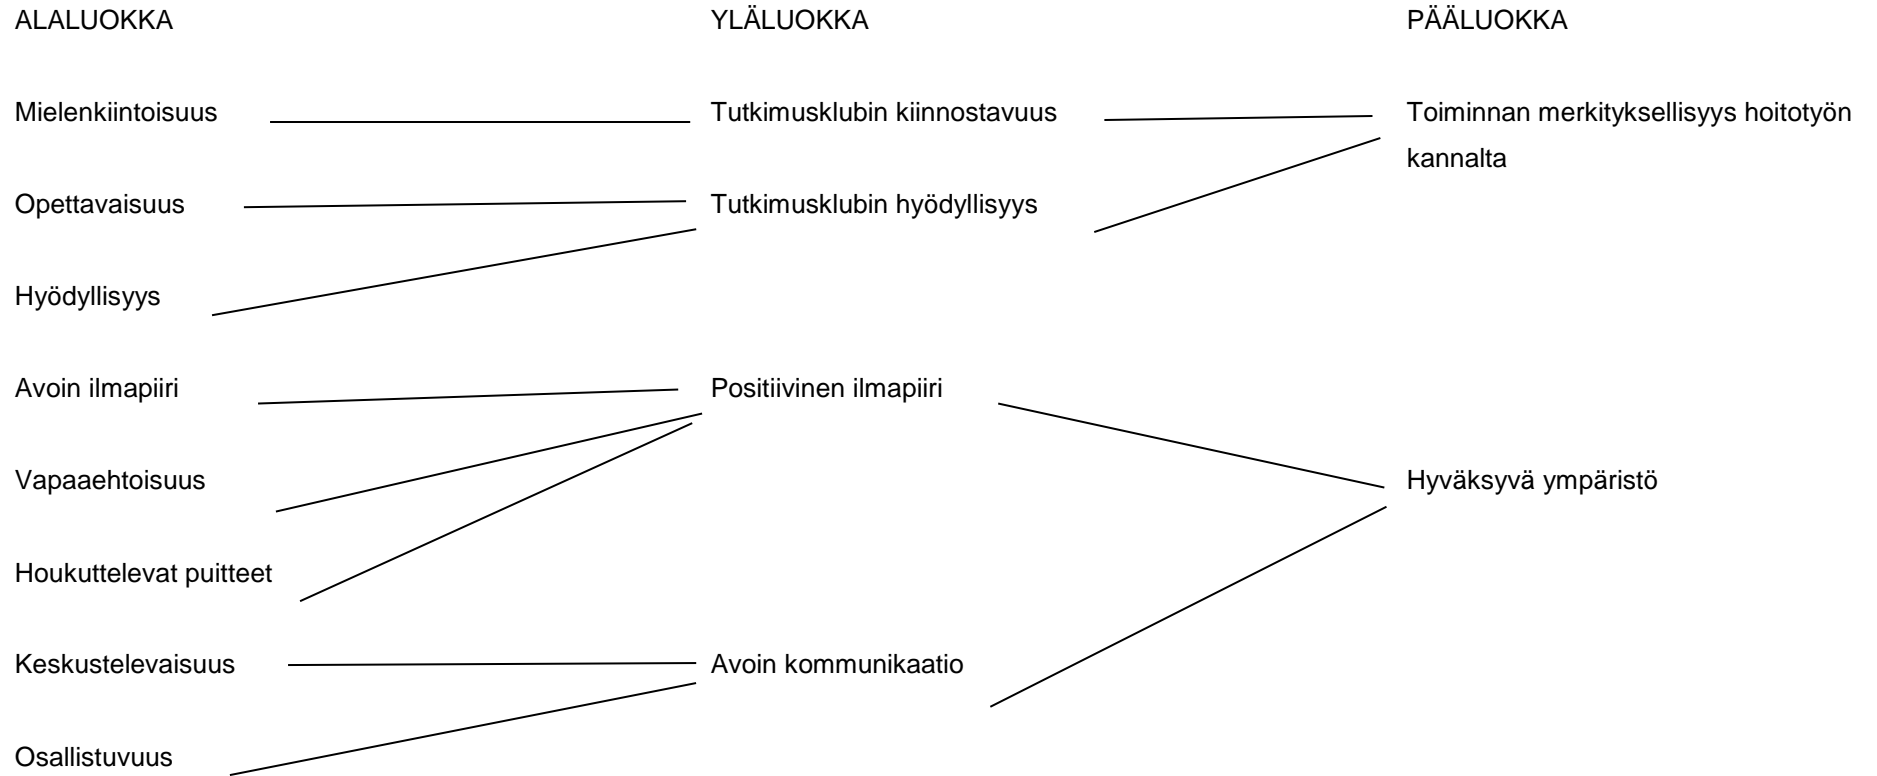 ALALUOKKA YLÄLUOKKA PÄÄLUOKKA
Mielenkiintoisuus Tutkimusklubin kiinnostavuus Toiminnan merkityksellisyys hoitotyön
kannalta
Opettavaisuus Tutkimusklubin hyödyllisyys
Hyödyllisyys
Avoin ilmapiiri Positiivinen ilmapiiri
Vapaaehtoisuus Hyväksyvä ympäristö
Houkuttelevat puitteet
Keskustelevaisuus Avoin kommunikaatio
Osallistuvuus